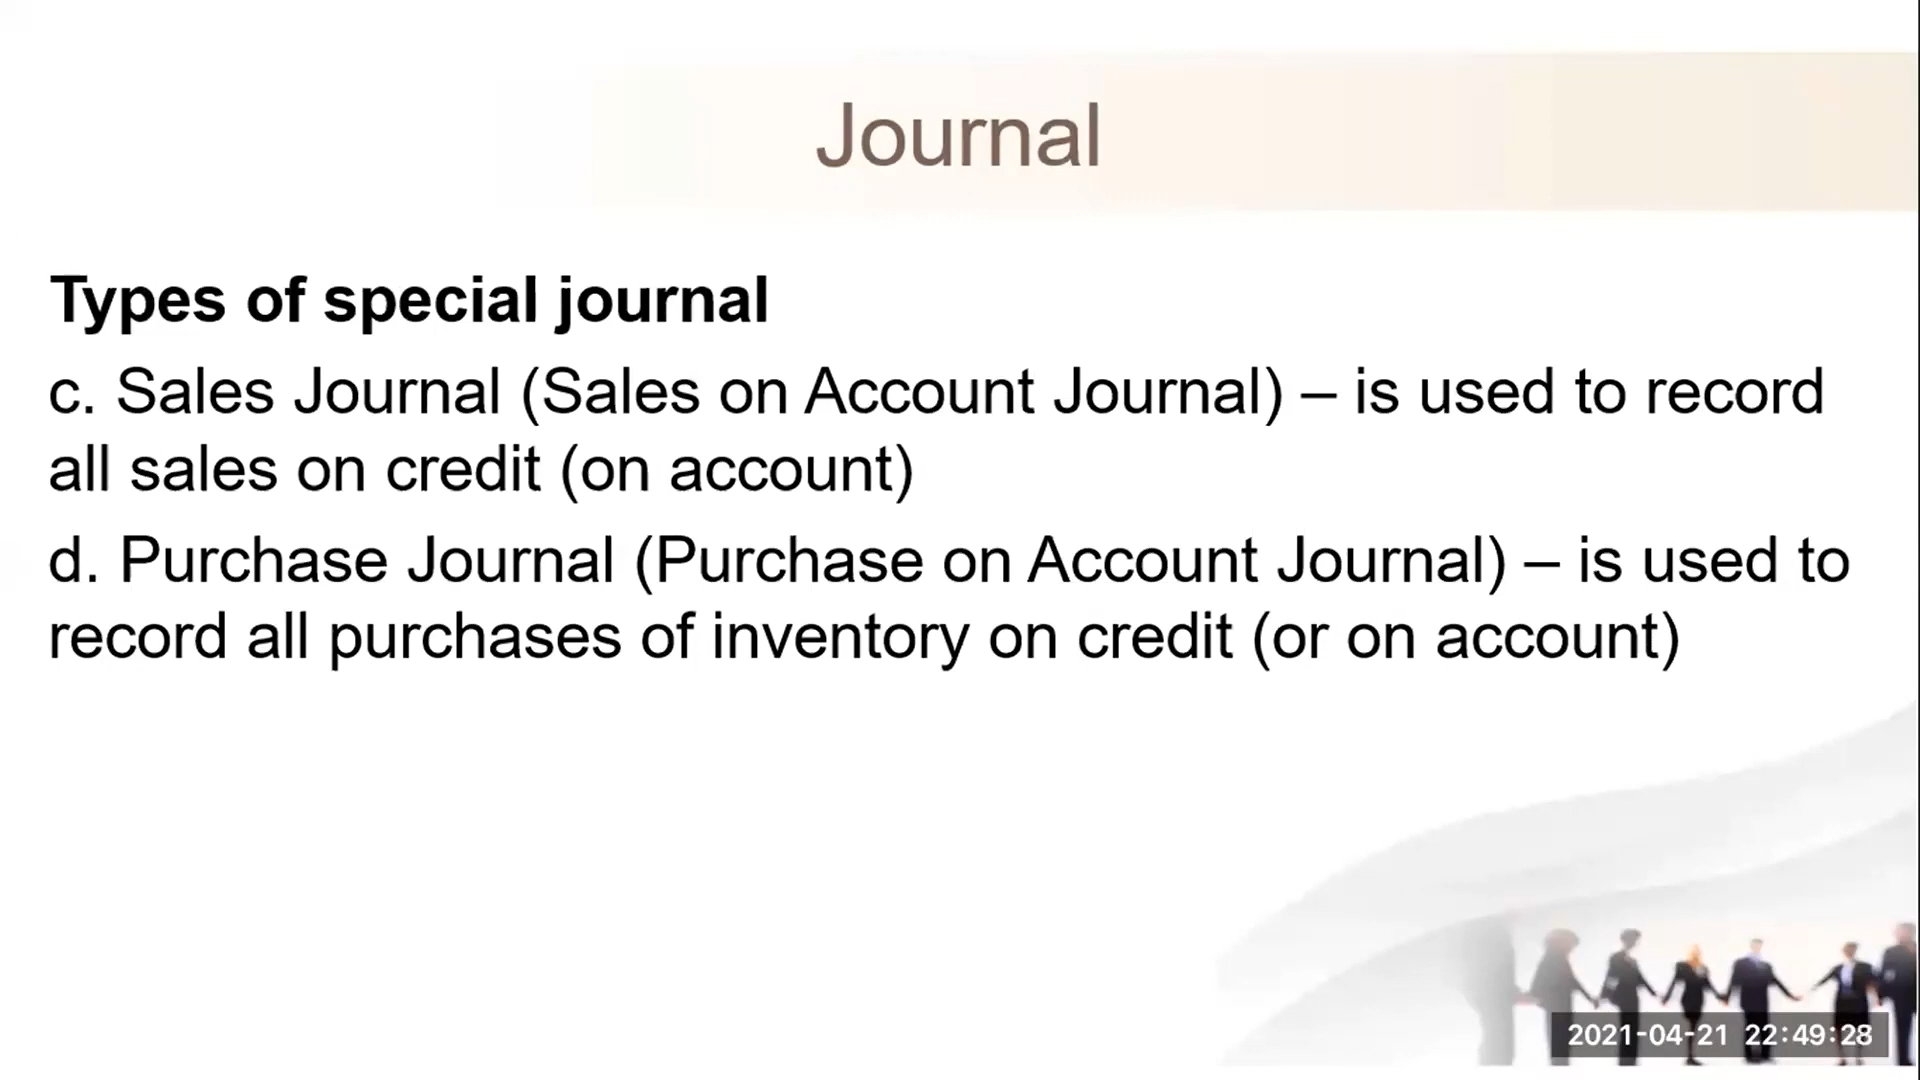 Journal
Types of special journal
c. Sales Journal (Sales on Account Journal) – is used to record
all sales on credit (on account)
d. Purchase Journal (Purchase on Account Journal) – is used to
record all purchases of inventory on credit (or on account)
2021-04-21 22:49:28